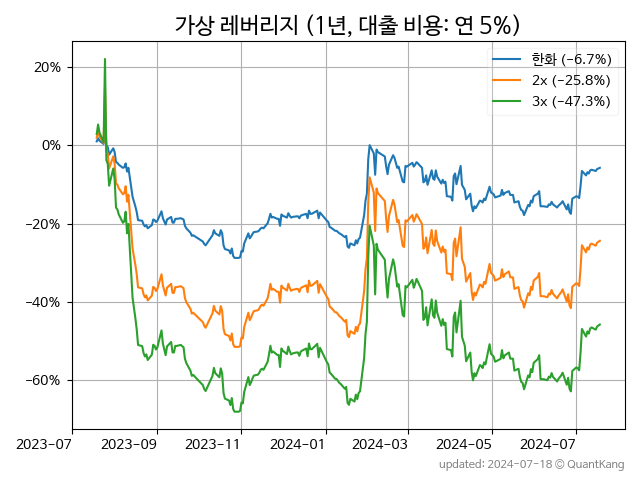 가상 레버리지 (1년, 대출 비용: 연 5%)
한화 (−6.7%)
2x (−25.8%)
3x (−47.3%)
20%
0%
−20%
−40%
−60%
2023-07 2023-09 2023-11 2024-01 2024-03 2024-05 2024-07
updated: 2024-07-18 © QuantKang